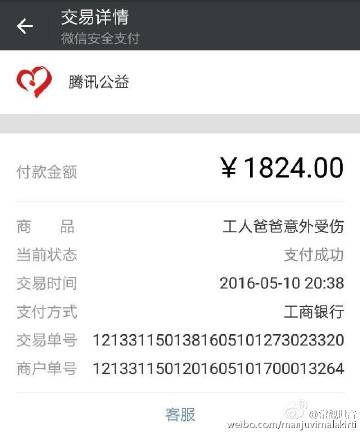 交易详情
微信安全支付
腾讯公益
付款金额 ￥1824.00
商品 工人爸爸意外受伤
当前状态 支付成功
交易时间 2016-05-10 20:38
支付方式 工商银行
交易单号 1213311501381605101273023320
商户单号 1213311501201605101700013264
客服
weibo.com/manjuvimalakirti